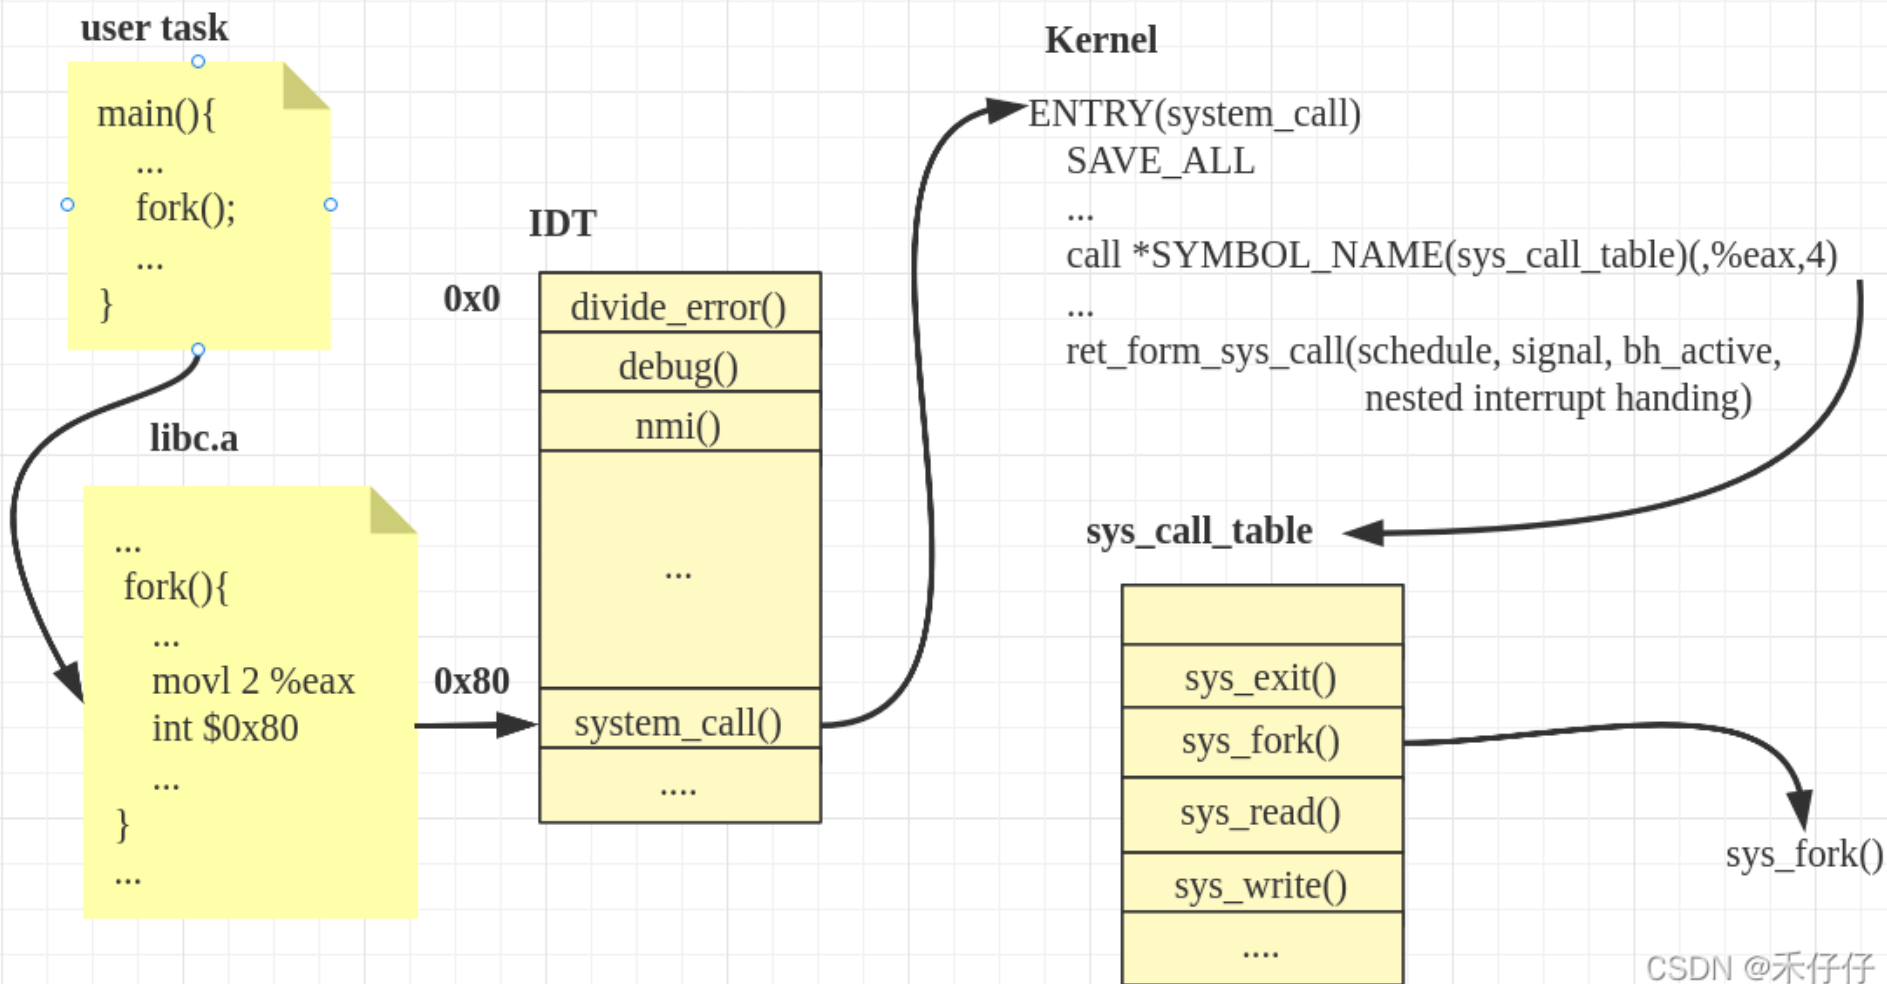 user task
main(){
...
fork();
...
}
libc.a
...
fork(){
...
movl 2 %eax
int $0x80
...
}
...
IDT
0x0
divide_error()
debug()
nmi()
...
0x80
system_call()
....
Kernel
ENTRY(system_call)
SAVE_ALL
...
call *SYMBOL_NAME(sys_call_table)(,%eax,4)
...
ret_form_sys_call(schedule, signal, bh_active,
nested interrupt handing)
sys_call_table
sys_exit()
sys_fork()
sys_read()
sys_write()
....
sys_fork()
CSDN @禾仔仔